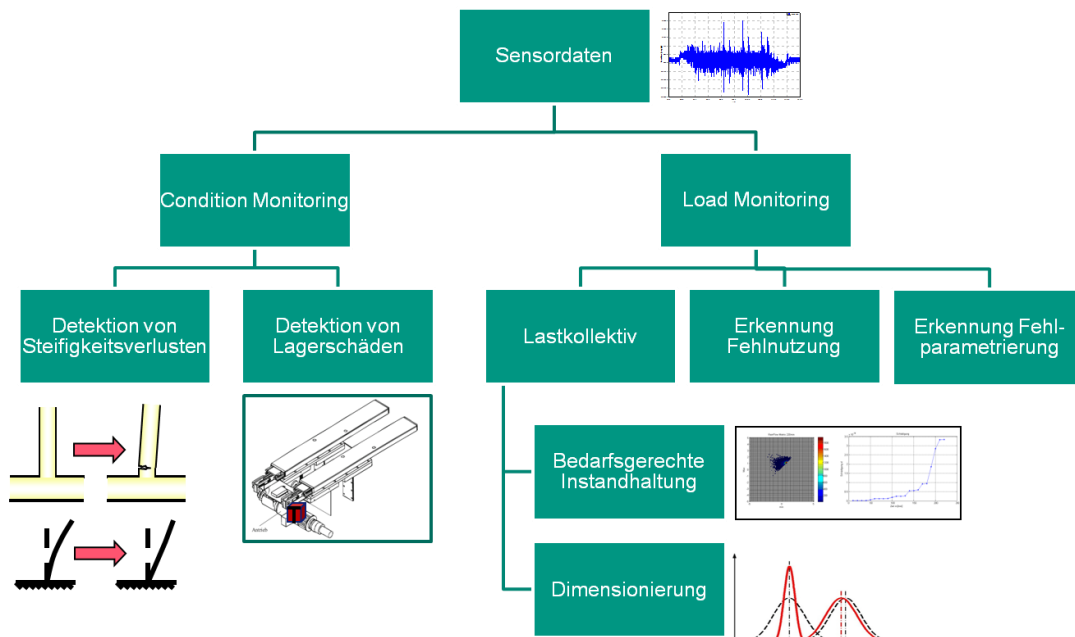 Sensordaten
Condition Monitoring
Load Monitoring
Detektion von
Steifigkeitsverlusten
Detektion von
Lagerschäden
Lastkollektiv
Erkennung
Fehlnutzung
Erkennung Fehl-
parametrierung
Antrieb
Bedarfsgerechte
Instandhaltung
Dimensionierung